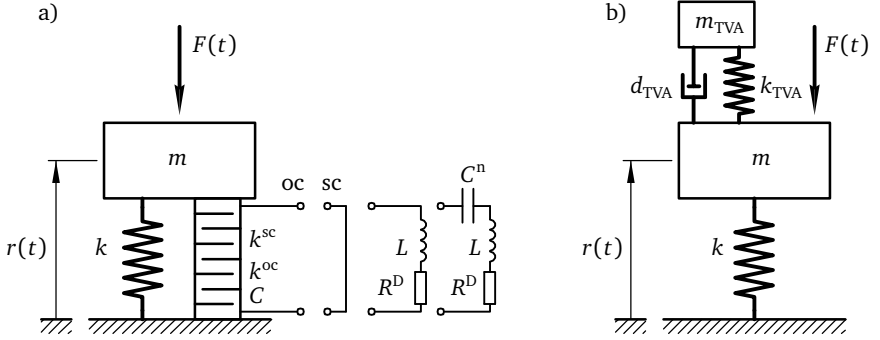 a)
F(t)
m
r(t)
k
k^sc
k^oc
C
oc
sc
L
R^D
C^n
L
R^D
b)
m_TVA
F(t)
d_TVA
k_TVA
m
r(t)
k